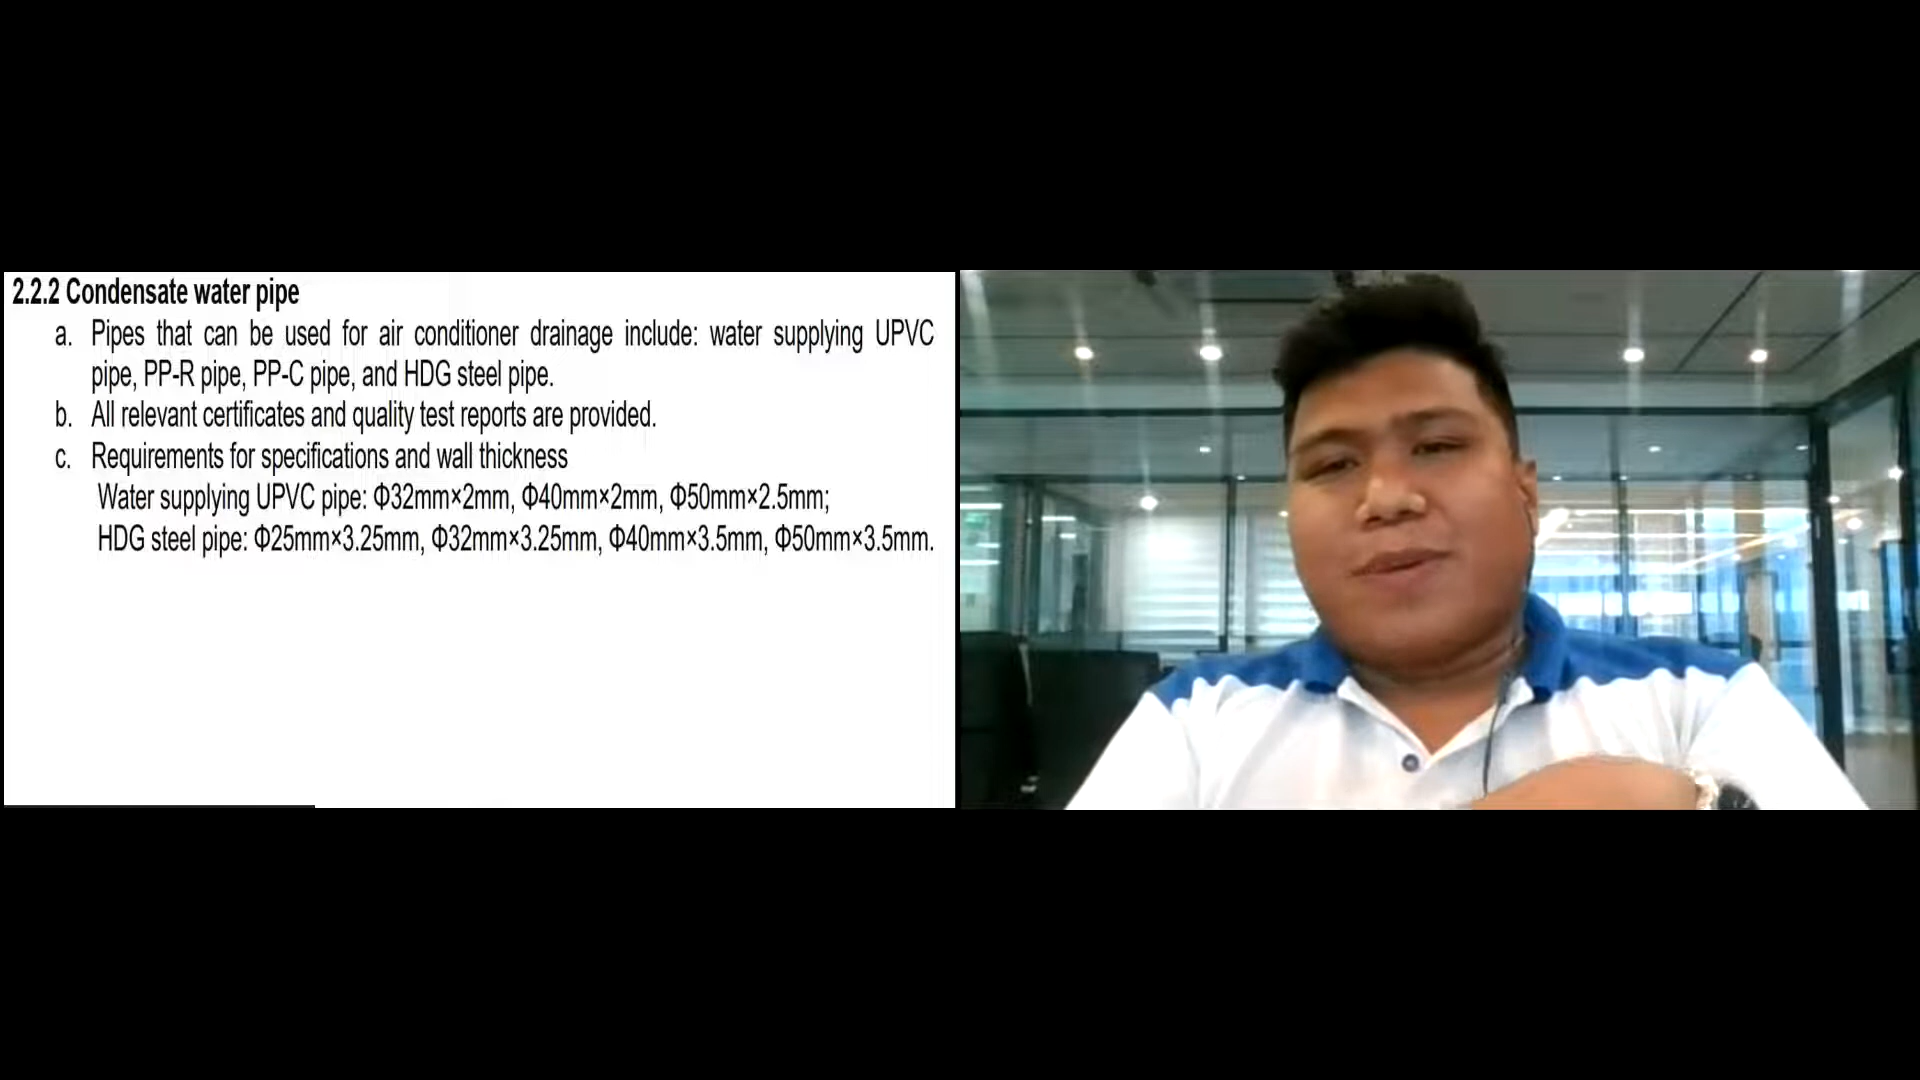 2.2.2 Condensate water pipe
a. Pipes that can be used for air conditioner drainage include: water supplying UPVC
pipe, PP-R pipe, PP-C pipe, and HDG steel pipe.
b. All relevant certificates and quality test reports are provided.
c. Requirements for specifications and wall thickness
Water supplying UPVC pipe: Φ32mm×2mm, Φ40mm×2mm, Φ50mm×2.5mm;
HDG steel pipe: Φ25mm×3.25mm, Φ32mm×3.25mm, Φ40mm×3.5mm, Φ50mm×3.5mm.